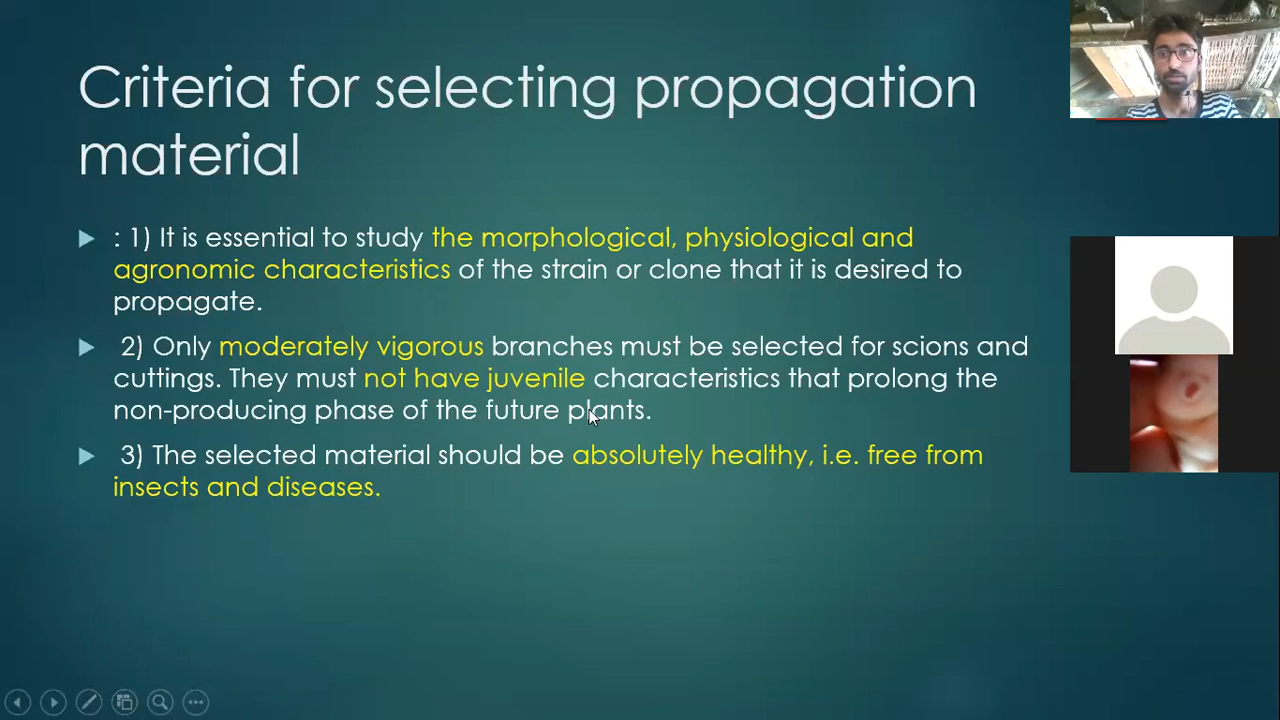 Criteria for selecting propagation
material
: 1) It is essential to study the morphological, physiological and
agronomic characteristics of the strain or clone that it is desired to
propagate.
2) Only moderately vigorous branches must be selected for scions and
cuttings. They must not have juvenile characteristics that prolong the
non-producing phase of the future plants.
3) The selected material should be absolutely healthy, i.e. free from
insects and diseases.